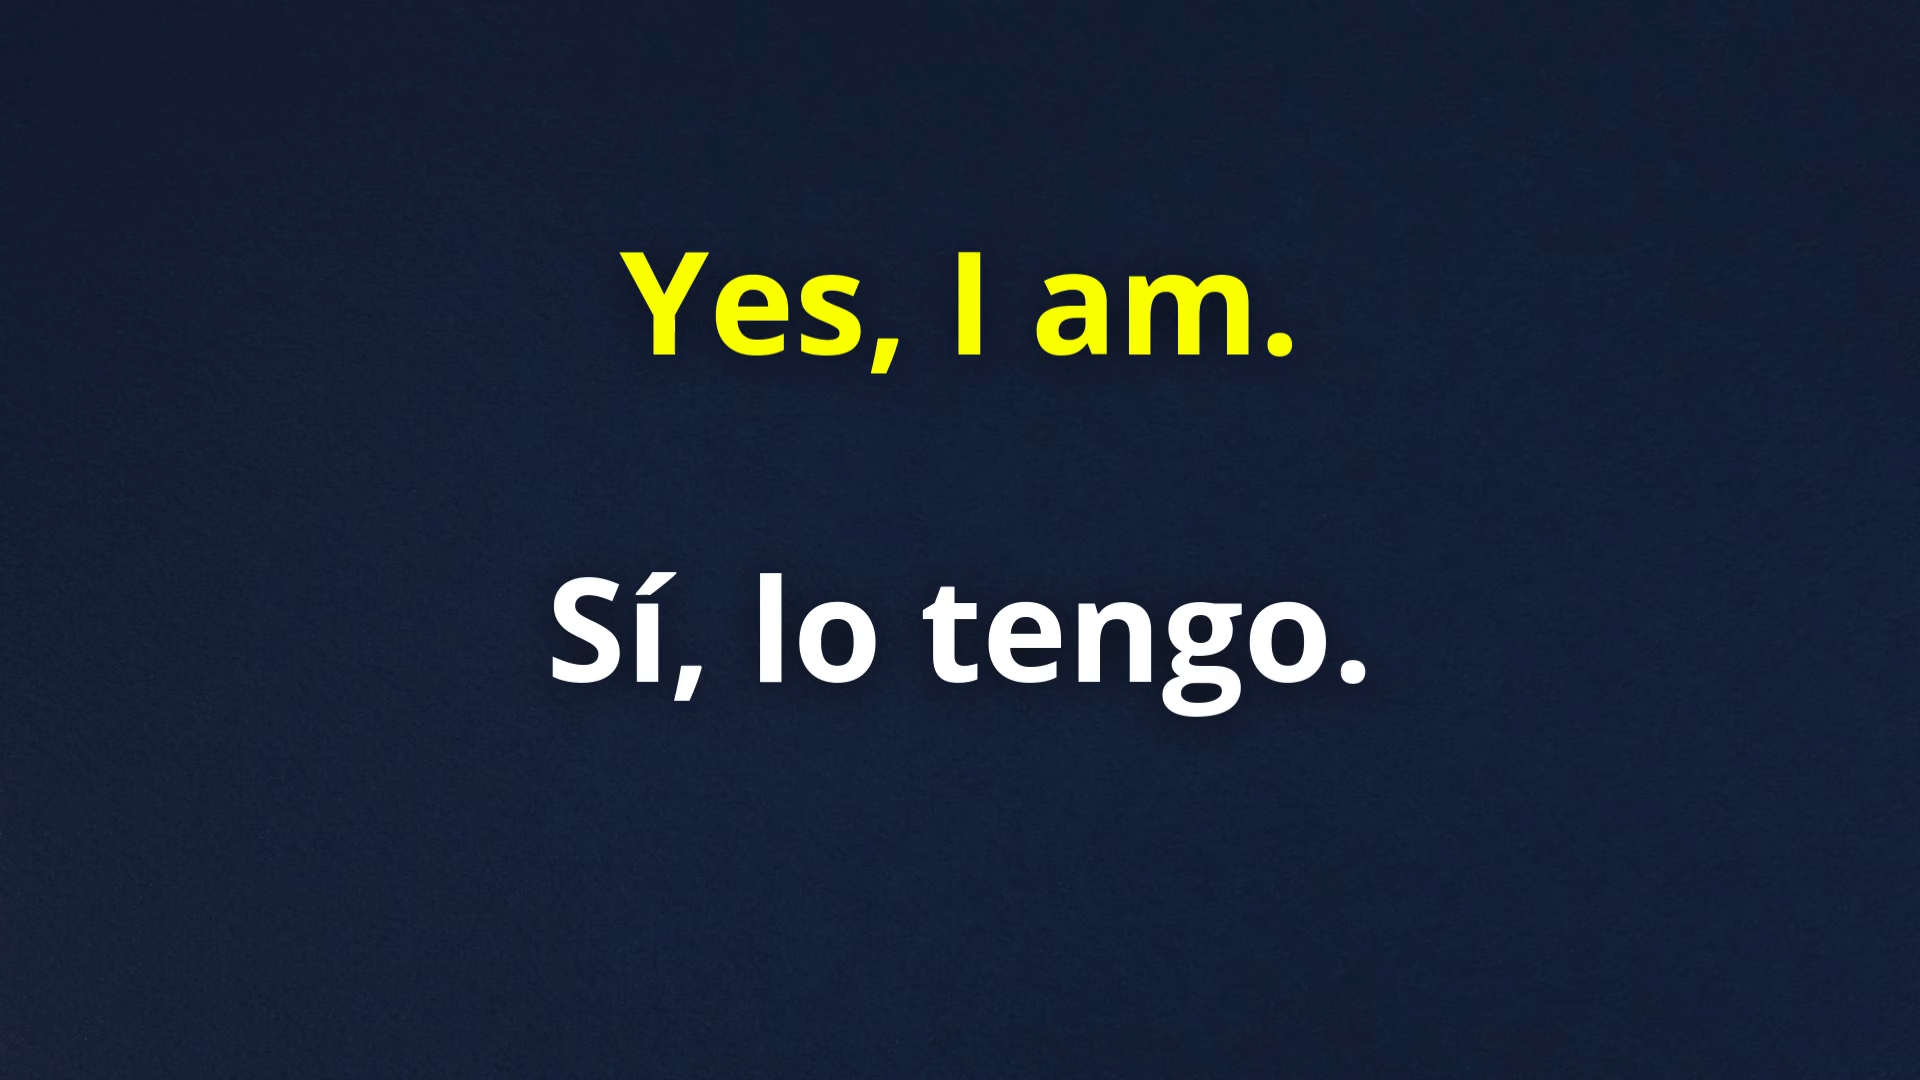 Yes, I am.
Sí, lo tengo.